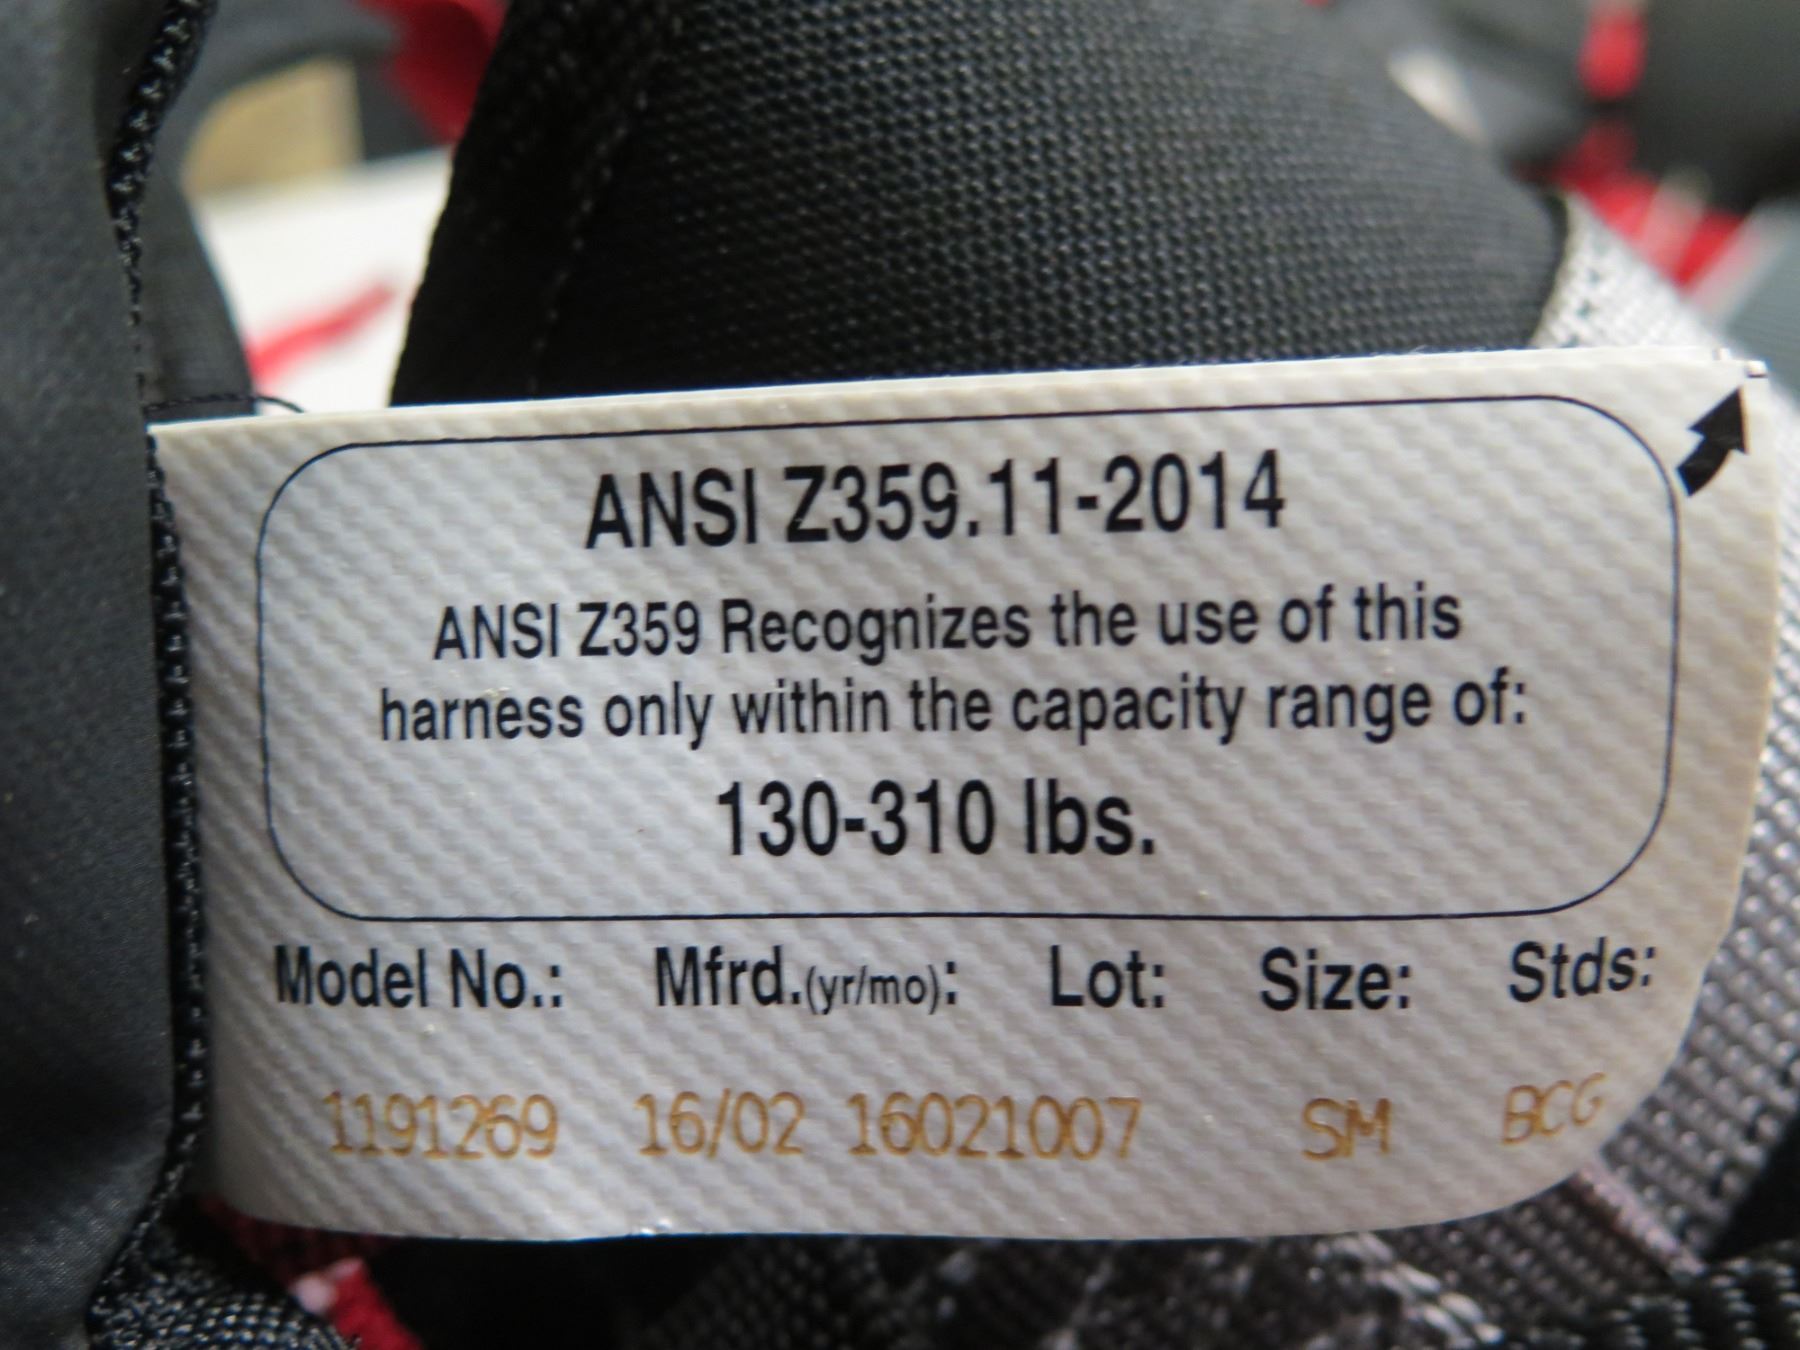 ANSI Z359.11-2014
ANSI Z359 Recognizes the use of this
harness only within the capacity range of:
130-310 lbs.
Model No.: Mfrd.(yr/mo): Lot: Size: Stds:
1191269 16/02 16021007 SM BCG